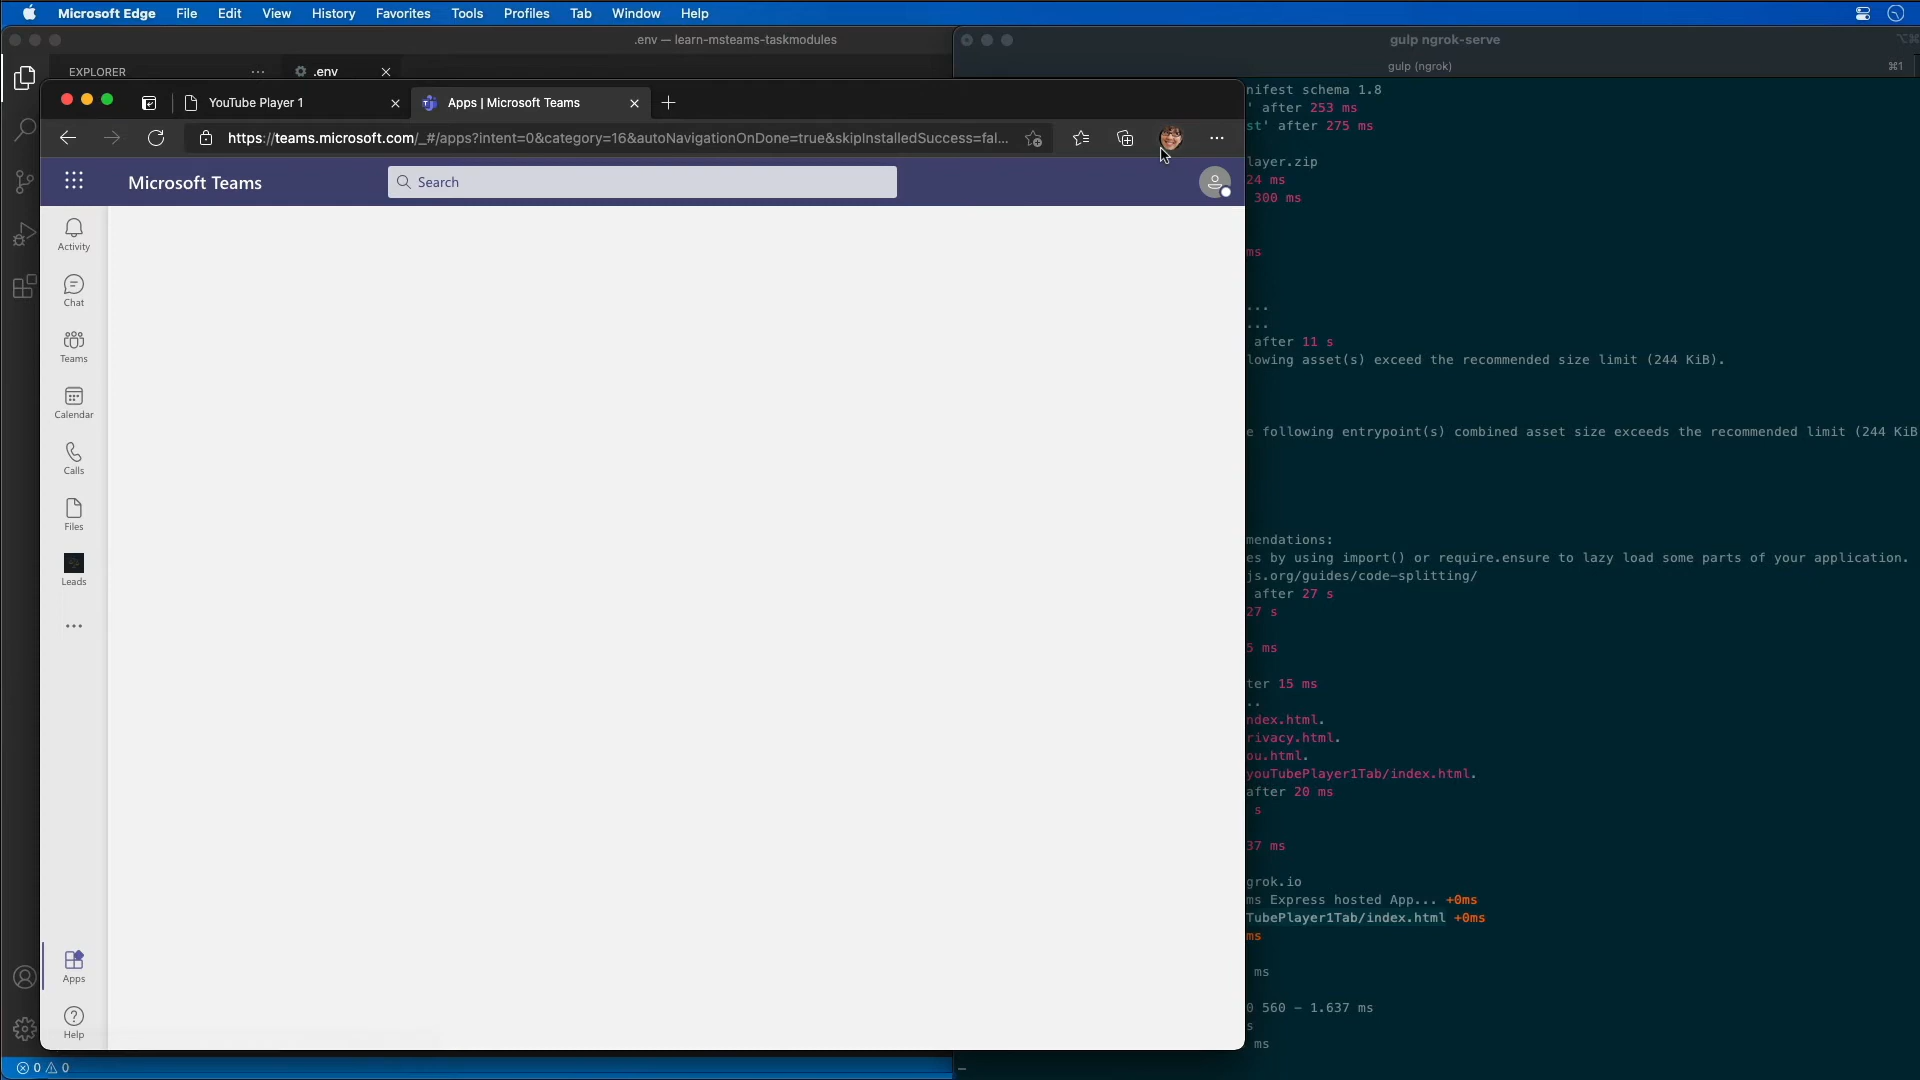 Microsoft Edge File Edit View History Favorites Tools Profiles Tab Window Help
.env — learn-msteams-taskmodules
gulp ngrok-serve
EXPLORER
.env
gulp (ngrok)
⌘1
YouTube Player 1
Apps | Microsoft Teams
https://teams.microsoft.com/_#/apps?intent=0&category=16&autoNavigationOnDone=true&skipInstalledSuccess=fal...
Microsoft Teams
Search
Activity
Chat
Teams
Calendar
Calls
Files
Leads
Apps
Help
0 0
nifest schema 1.8
' after 253 ms
st' after 275 ms
layer.zip
24 ms
300 ms
ms
...
...
after 11 s
lowing asset(s) exceed the recommended size limit (244 KiB).
e following entrypoint(s) combined asset size exceeds the recommended limit (244 KiB
mendations:
es by using import() or require.ensure to lazy load some parts of your application.
js.org/guides/code-splitting/
after 27 s
27 s
5 ms
ter 15 ms
..
ndex.html.
rivacy.html.
ou.html.
youTubePlayer1Tab/index.html.
after 20 ms
s
37 ms
grok.io
ms Express hosted App... +0ms
TubePlayer1Tab/index.html +0ms
ms
ms
0 560 - 1.637 ms
s
ms